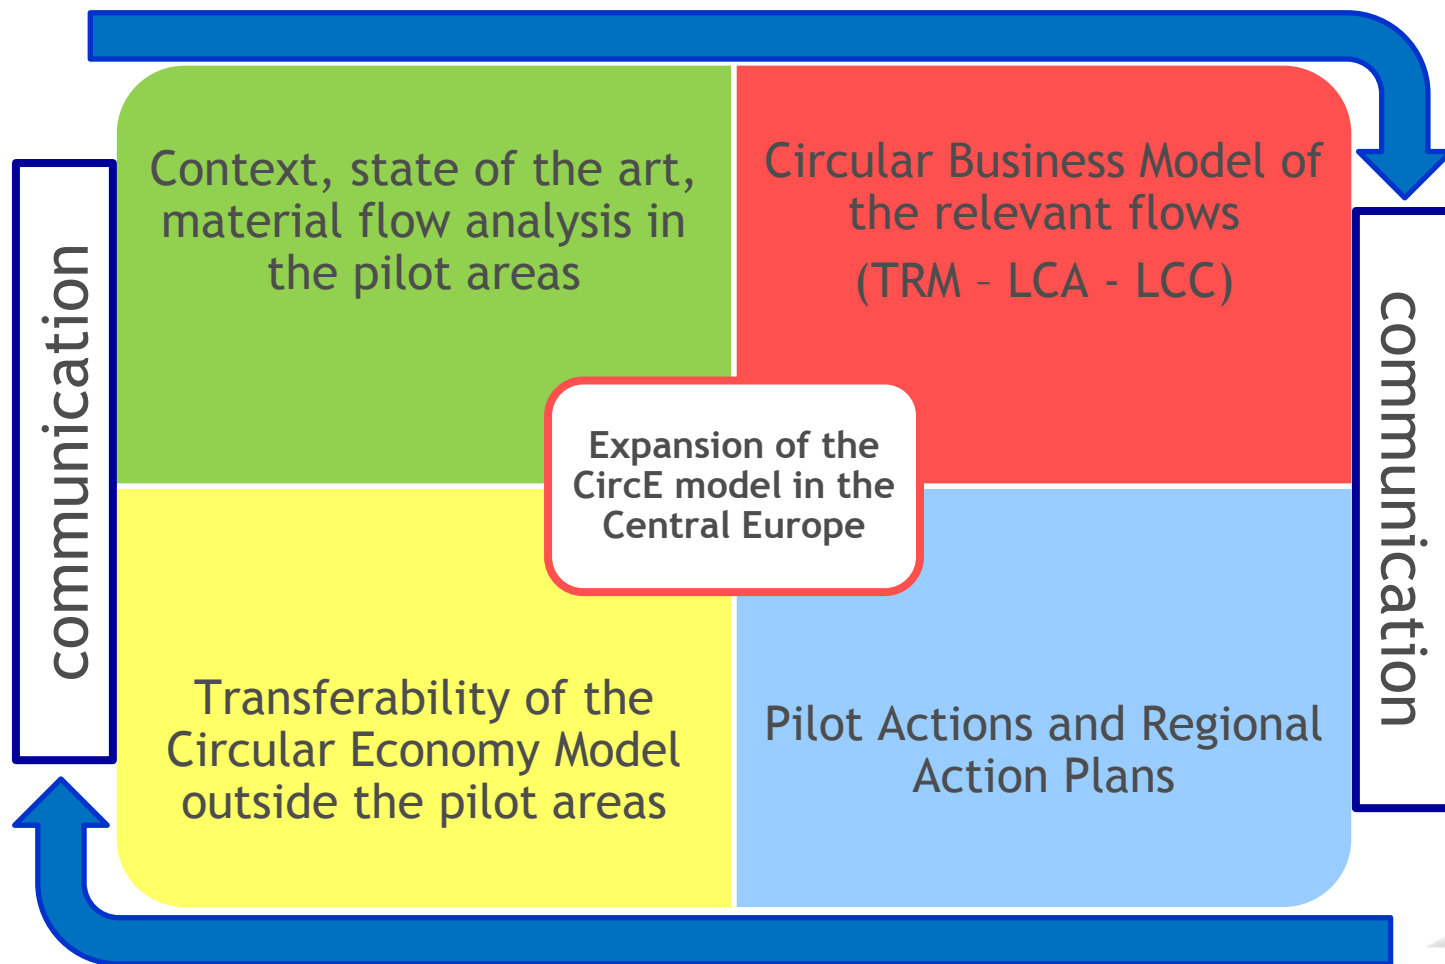 communication
Context, state of the art,
material flow analysis in
the pilot areas
Circular Business Model of
the relevant flows
(TRM – LCA - LCC)
Expansion of the
CircE model in the
Central Europe
Transferability of the
Circular Economy Model
outside the pilot areas
Pilot Actions and Regional
Action Plans
communication